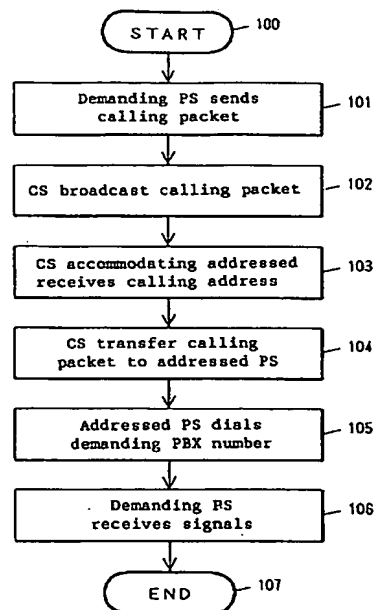 START
100
Demanding PS sends
calling packet
101
CS broadcast calling packet
102
CS accommodating addressed
receives calling address
103
CS transfer calling
packet to addressed PS
104
Addressed PS dials
demanding PBX number
105
Demanding PS
receives signals
106
END
107